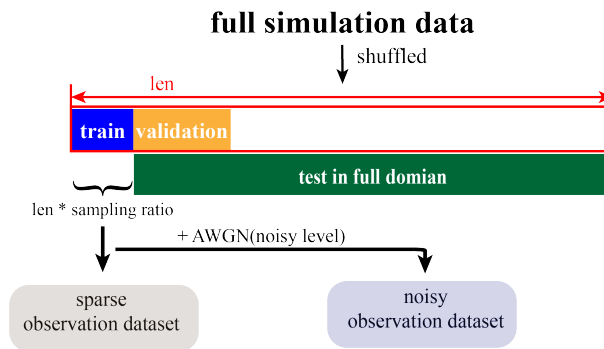 full simulation data
shuffled
len
train validation
test in full domian
len * sampling ratio
+ AWGN(noisy level)
sparse
observation dataset
noisy
observation dataset